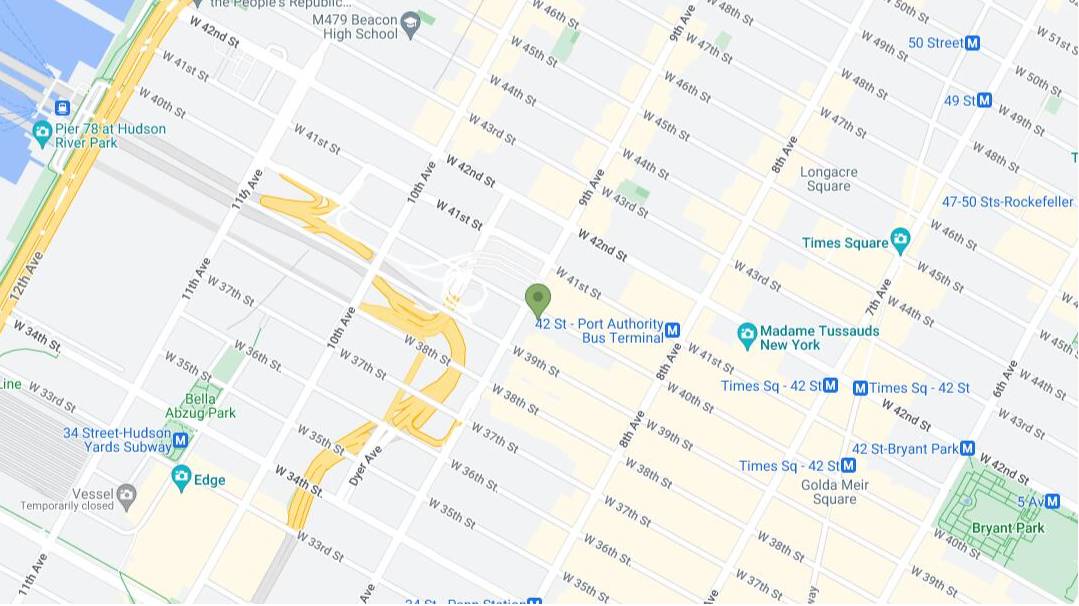 the People's Republic...
M479 Beacon
High School
W 42nd St
W 46th St
9th Ave
W 48th St
W 50th St
W 51st S
W 41st St
W 45th St
W 47th St
50 Street
W 49th St
W 50th St
W 40th St
W 44th St
W 46th St
W 48th St
49 St
W 49th St
Pier 78 at Hudson
River Park
W 41st St
W 43rd St
W 45th St
W 47th St
W 48th St
8th Ave
W 42nd St
W 44th St
Longacre
Square
11th Ave
10th Ave
9th Ave
W 43rd St
47-50 Sts-Rockefeller
W 41st St
W 42nd St
Times Square
W 46th St
12th Ave
11th Ave
W 37th St
W 41st St
W 43rd St
W 45th St
7th Ave
W 44th St
W 34th St
10th Ave
42 St - Port Authority
Bus Terminal
Madame Tussauds
New York
W 45th
W 36th St
W 35th St
W 37th St
W 38th St
W 39th St
8th Ave
W 41st St
Line
W 33rd St
Bella
Abzug Park
W 38th St
W 40th St
Times Sq - 42 St
Times Sq - 42 St
6th Ave
W 44th St
34 Street-Hudson
Yards Subway
W 35th St
W 37th St
8th Ave
W 39th St
W 42nd St
W 43rd St
42 St-Bryant Park
Edge
W 34th St
Dyer Ave
W 36th St
W 38th St
Times Sq - 42 St
Golda Meir
Square
W 42nd St
Vessel
Temporarily closed
W 35th St
W 37th St
5 Av
Bryant Park
W 33rd St
W 36th St
W 38th St
W 40th St
11th Ave
Ave
W 35th St
W 37th St
W 39th St
Ave
way
34 St - Penn Station